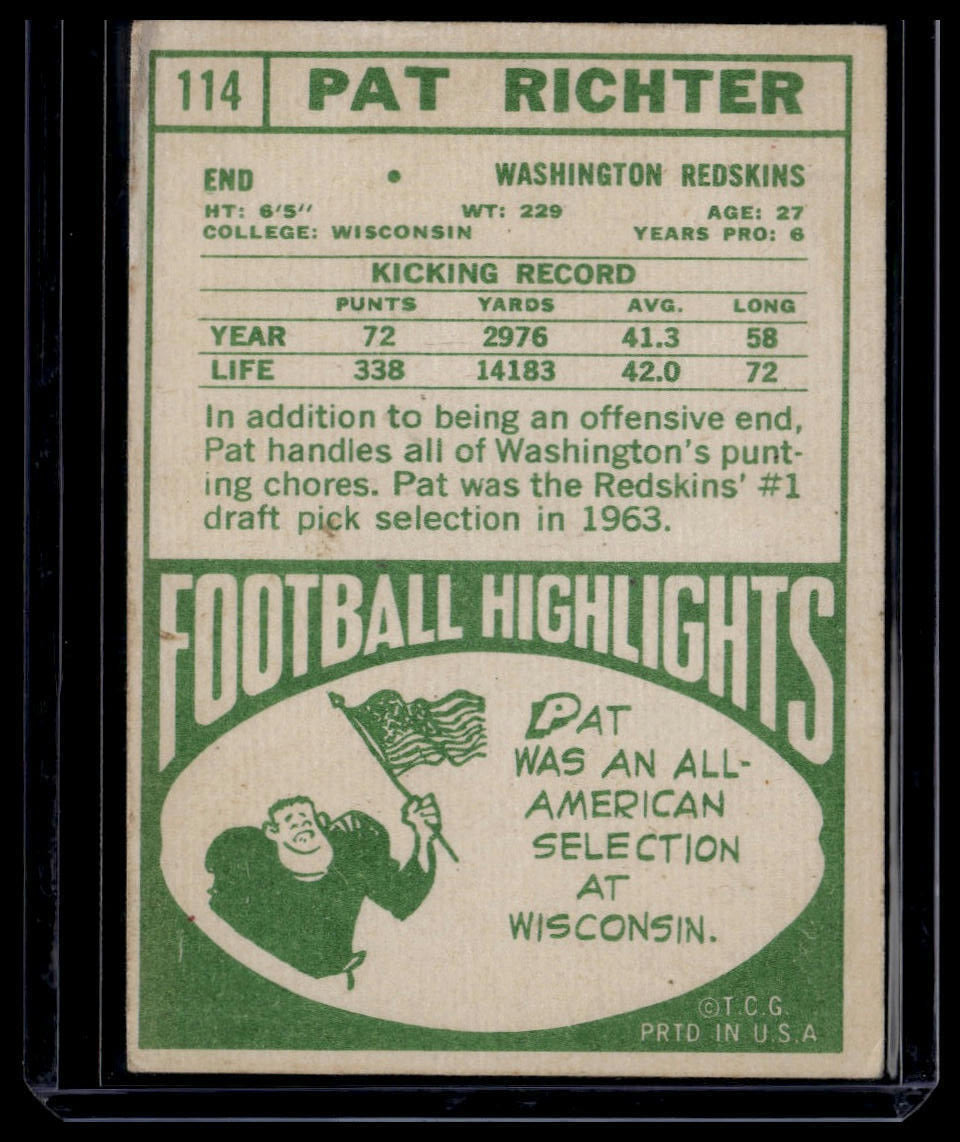 114 PAT RICHTER
END • WASHINGTON REDSKINS
HT: 6'5" WT: 229 AGE: 27
COLLEGE: WISCONSIN YEARS PRO: 6
KICKING RECORD
PUNTS YARDS AVG. LONG
YEAR 72 2976 41.3 58
LIFE 338 14183 42.0 72
In addition to being an offensive end,
Pat handles all of Washington's punt-
ing chores. Pat was the Redskins' #1
draft pick selection in 1963.
FOOTBALL HIGHLIGHTS
PAT
WAS AN ALL-
AMERICAN
SELECTION
AT
WISCONSIN.
©T.C.G.
PRTD IN U.S.A